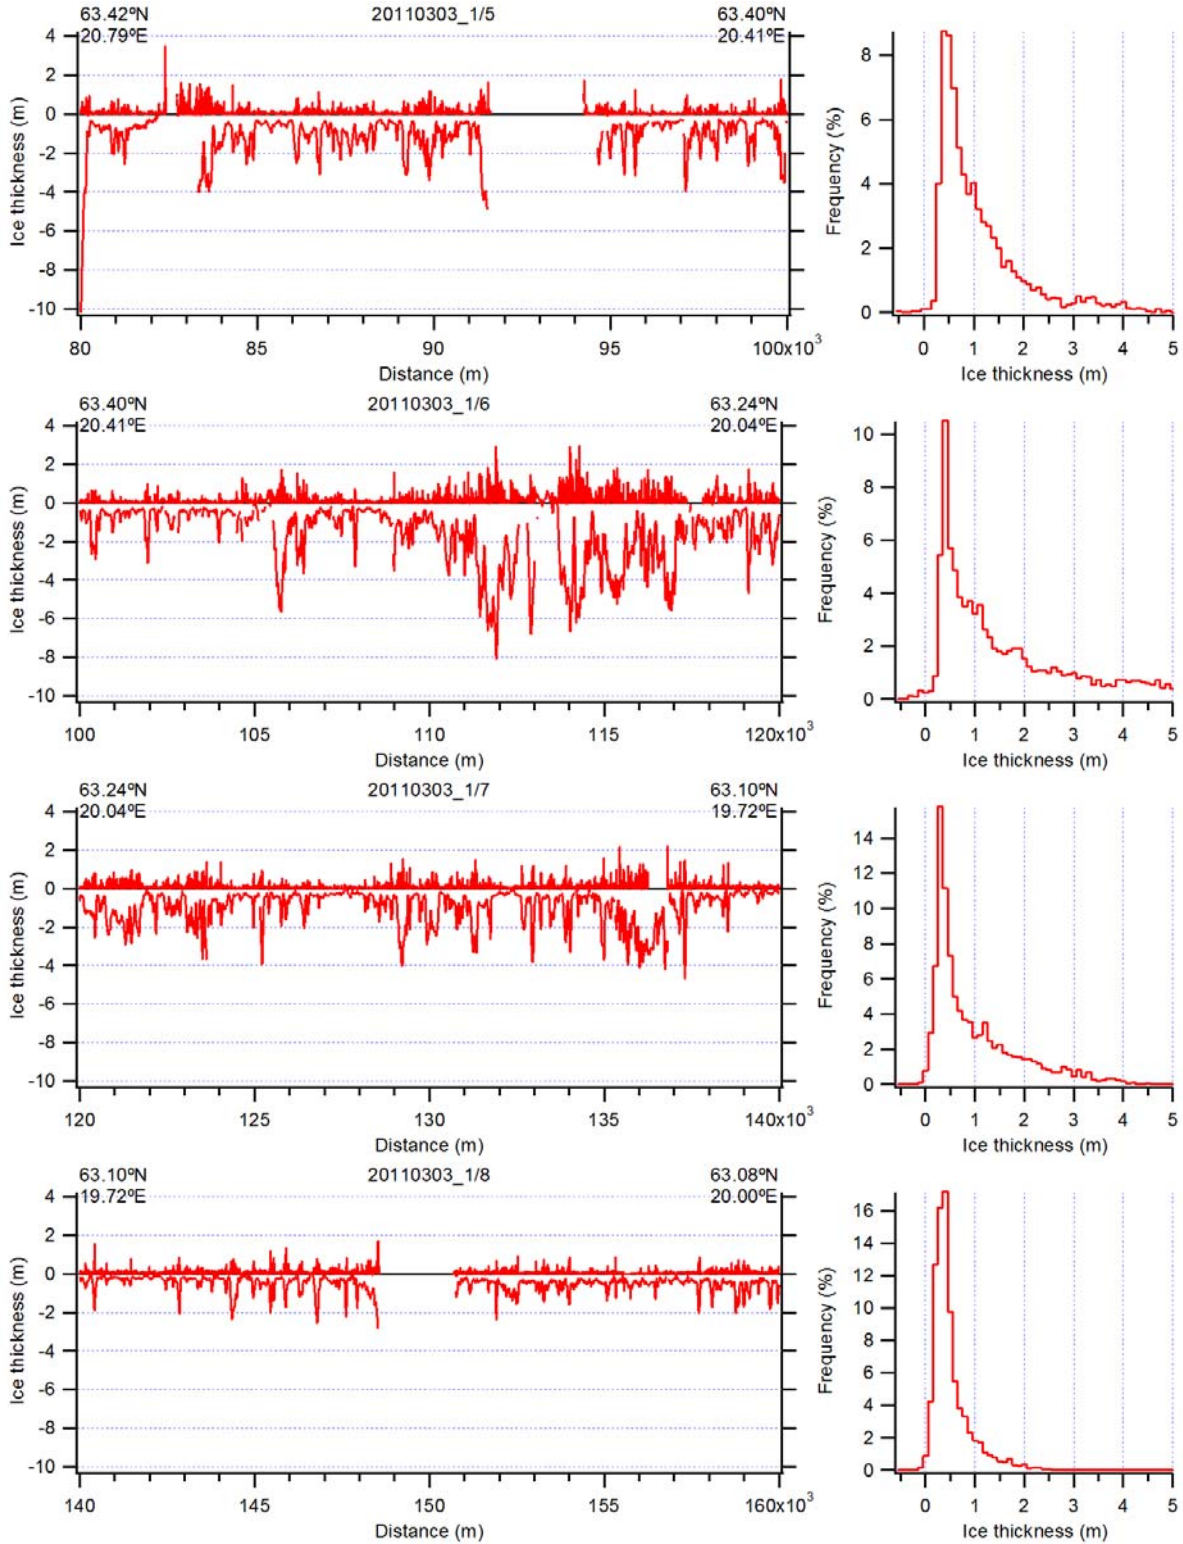 63.42ºN 20110303_1/5 63.40ºN
20.79ºE 20.41ºE
4
2
0
-2
-4
-6
-8
-10
Ice thickness (m)
80 85 90 95 100x10³
Distance (m)
8
6
4
2
0
Frequency (%)
0 1 2 3 4 5
Ice thickness (m)
63.40ºN 20110303_1/6 63.24ºN
20.41ºE 20.04ºE
4
2
0
-2
-4
-6
-8
-10
Ice thickness (m)
100 105 110 115 120x10³
Distance (m)
10
8
6
4
2
0
Frequency (%)
0 1 2 3 4 5
Ice thickness (m)
63.24ºN 20110303_1/7 63.10ºN
20.04ºE 19.72ºE
4
2
0
-2
-4
-6
-8
-10
Ice thickness (m)
120 125 130 135 140x10³
Distance (m)
14
12
10
8
6
4
2
0
Frequency (%)
0 1 2 3 4 5
Ice thickness (m)
63.10ºN 20110303_1/8 63.08ºN
19.72ºE 20.00ºE
4
2
0
-2
-4
-6
-8
-10
Ice thickness (m)
140 145 150 155 160x10³
Distance (m)
16
14
12
10
8
6
4
2
0
Frequency (%)
0 1 2 3 4 5
Ice thickness (m)